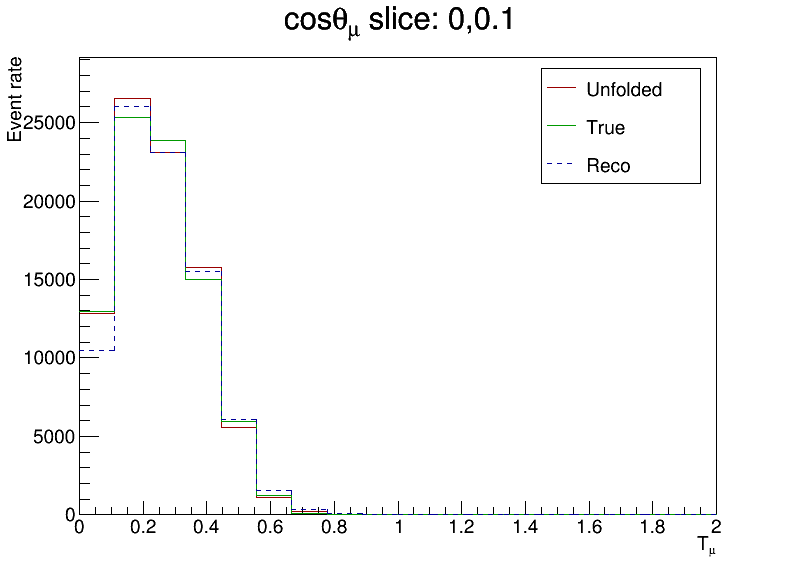 cosθμ slice: 0,0.1
Event rate
25000
20000
15000
10000
5000
0
Unfolded
True
Reco
0 0.2 0.4 0.6 0.8 1 1.2 1.4 1.6 1.8 2
Tμ